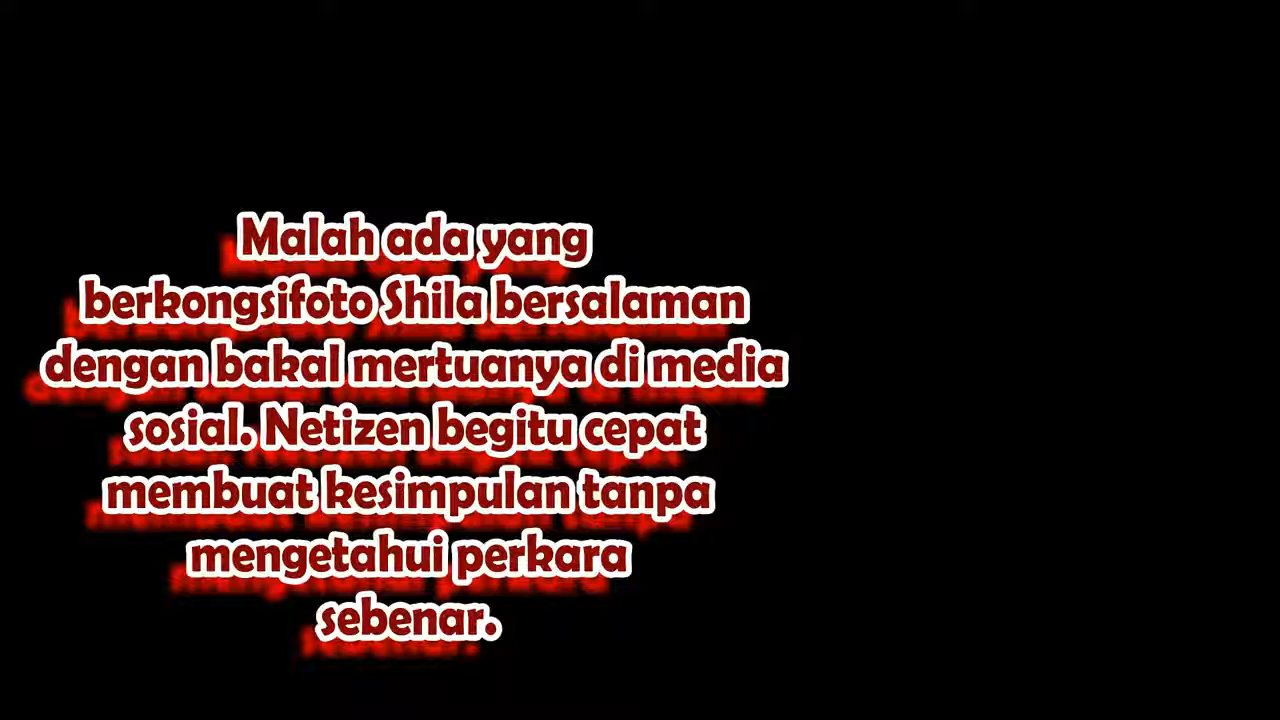 Malah ada yang
berkongsifoto Shila bersalaman
dengan bakal mertuanya di media
sosial. Netizen begitu cepat
membuat kesimpulan tanpa
mengetahui perkara
sebenar.